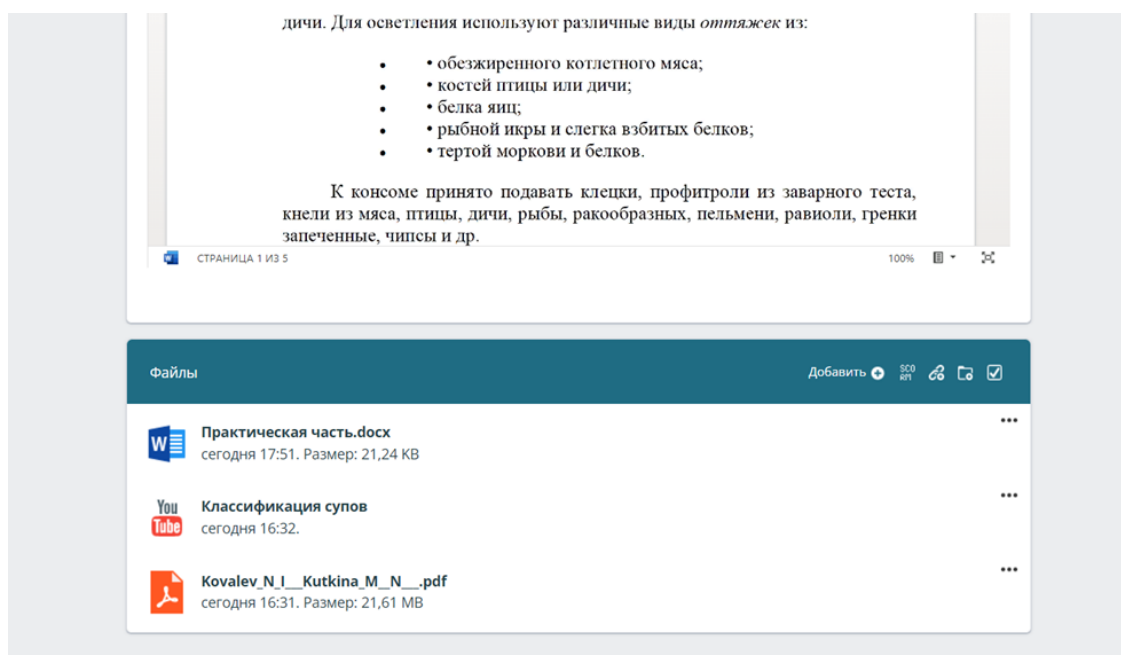 дичи. Для осветления используют различные виды оттяжек из:
• • обезжиренного котлетного мяса;
• • костей птицы или дичи;
• • белка яиц;
• • рыбной икры и слегка взбитых белков;
• • тертой моркови и белков.
К консоме принято подавать клецки, профитроли из заварного теста,
кнели из мяса, птицы, дичи, рыбы, ракообразных, пельмени, равиоли, гренки
запеченные, чипсы и др.
СТРАНИЦА 1 ИЗ 5 100%
Файлы Добавить SCO RM
W Практическая часть.docx
сегодня 17:51. Размер: 21,24 KB
You Tube Классификация супов
сегодня 16:32.
Kovalev_N_I__Kutkina_M_N__.pdf
сегодня 16:31. Размер: 21,61 MB